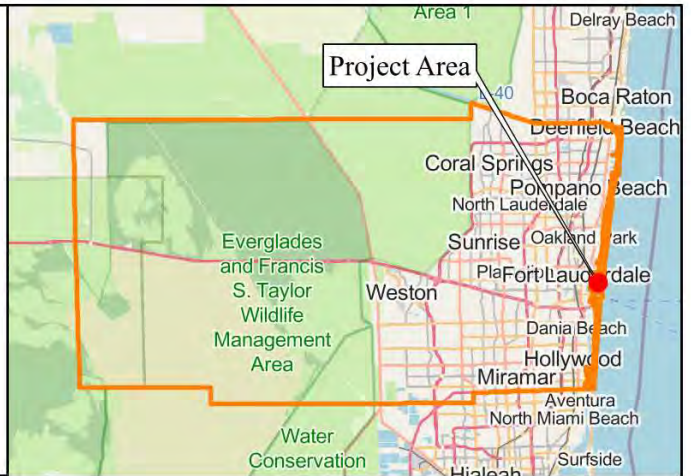 Area 1
Delray Beach
Project Area
L-40
Boca Raton
Deerfield Beach
Coral Springs
Pompano Beach
North Lauderdale
Sunrise
Oakland Park
Fort Lauderdale
Everglades
and Francis
S. Taylor
Wildlife
Management
Area
Weston
Dania Beach
Hollywood
Miramar
Aventura
North Miami Beach
Water
Conservation
Surfside
Hialeah